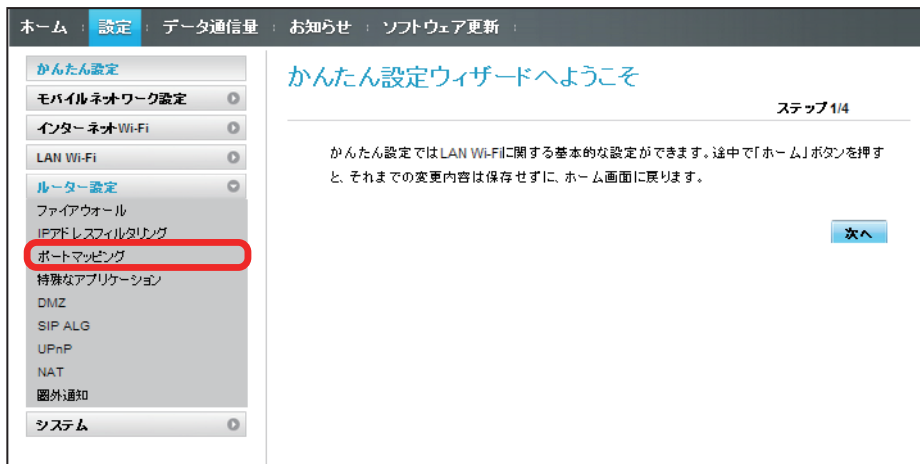 ホーム 設定 データ通信量 お知らせ ソフトウェア更新
かんたん設定
モバイルネットワーク設定
インターネットWi-Fi
LAN Wi-Fi
ルーター設定
ファイアウォール
IPアドレスフィルタリング
ポートマッピング
特殊なアプリケーション
DMZ
SIP ALG
UPnP
NAT
圏外通知
システム
かんたん設定ウィザードへようこそ
ステップ1/4
かんたん設定ではLAN Wi-Fiに関する基本的な設定ができます。途中で「ホーム」ボタンを押す
と、それまでの変更内容は保存せずに、ホーム画面に戻ります。
次へ